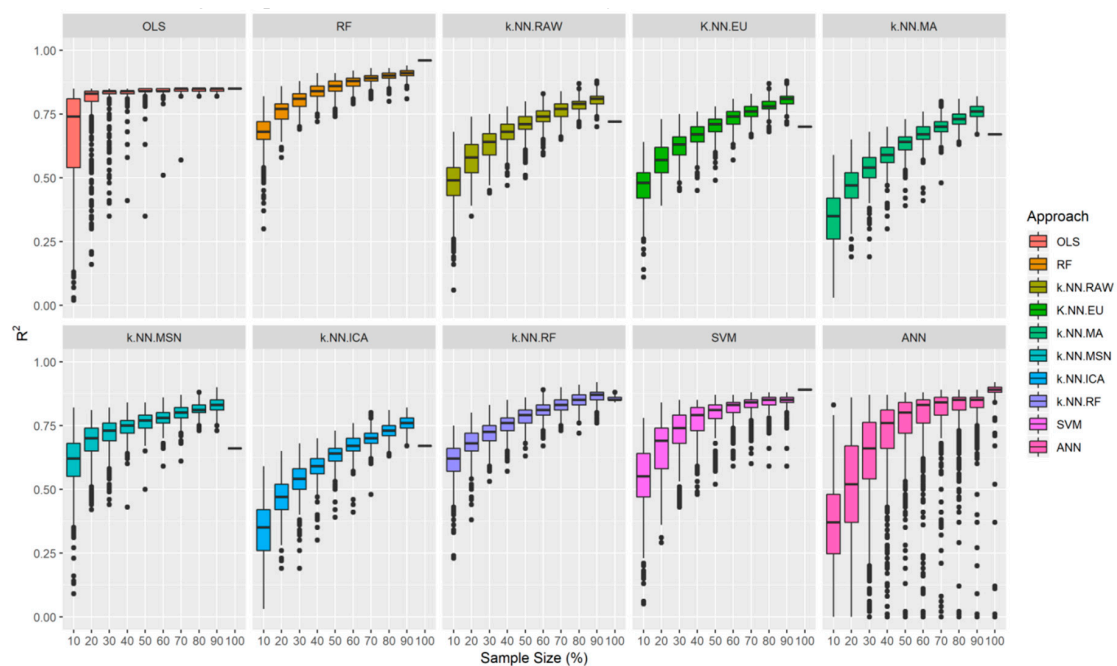 OLS RF k.NN.RAW K.NN.EU k.NN.MA
1.00
0.75
0.50
0.25
0.00
R²
k.NN.MSN k.NN.ICA k.NN.RF SVM ANN
1.00
0.75
0.50
0.25
0.00
10 20 30 40 50 60 70 80 90 100 10 20 30 40 50 60 70 80 90 100 10 20 30 40 50 60 70 80 90 100 10 20 30 40 50 60 70 80 90 100 10 20 30 40 50 60 70 80 90 100
Sample Size (%)
Approach
OLS
RF
k.NN.RAW
K.NN.EU
k.NN.MA
k.NN.MSN
k.NN.ICA
k.NN.RF
SVM
ANN